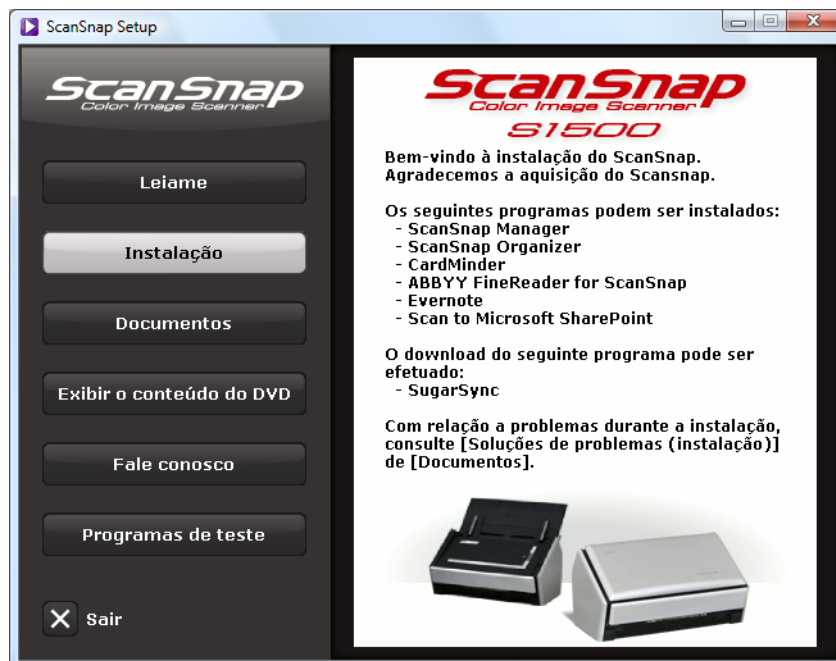 ScanSnap Setup
ScanSnap
Color Image Scanner
Leiame
Instalação
Documentos
Exibir o conteúdo do DVD
Fale conosco
Programas de teste
Sair
ScanSnap
Color Image Scanner
S1500
Bem-vindo à instalação do ScanSnap.
Agradecemos a aquisição do Scansnap.
Os seguintes programas podem ser instalados:
- ScanSnap Manager
- ScanSnap Organizer
- CardMinder
- ABBYY FineReader for ScanSnap
- Evernote
- Scan to Microsoft SharePoint
O download do seguinte programa pode ser
efetuado:
- SugarSync
Com relação a problemas durante a instalação,
consulte [Soluções de problemas (instalação)]
de [Documentos].